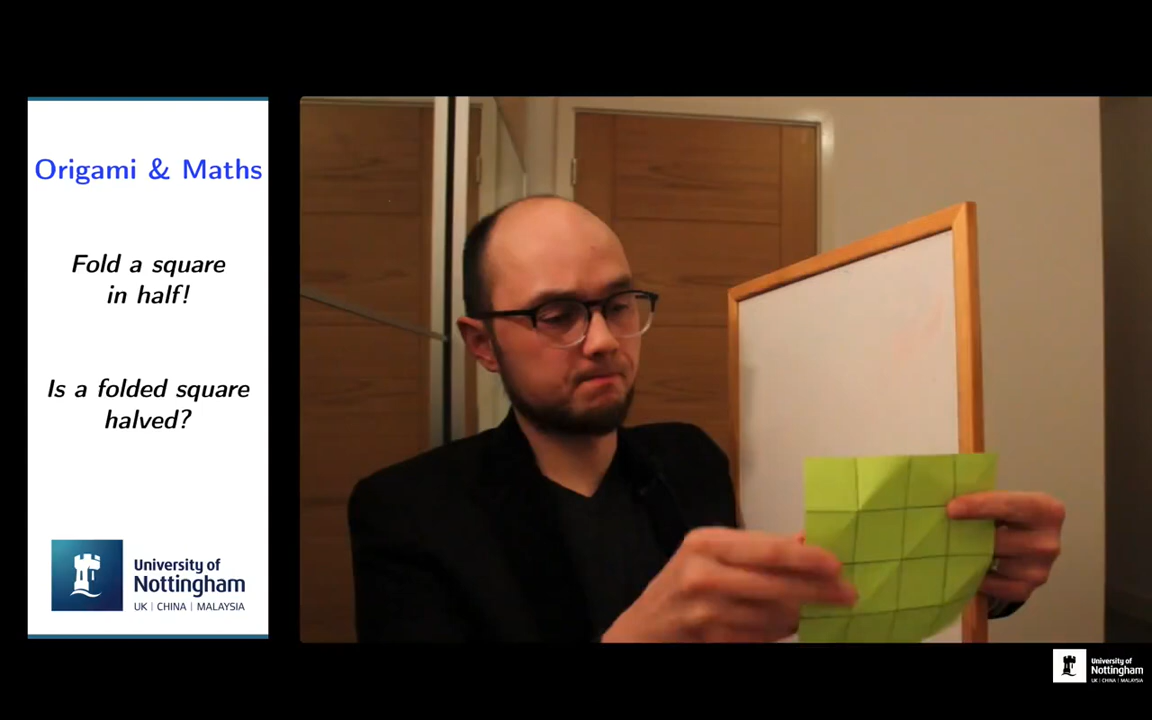 Origami & Maths
Fold a square
in half!
Is a folded square
halved?
University of
Nottingham
UK | CHINA | MALAYSIA
University of
Nottingham
UK | CHINA | MALAYSIA